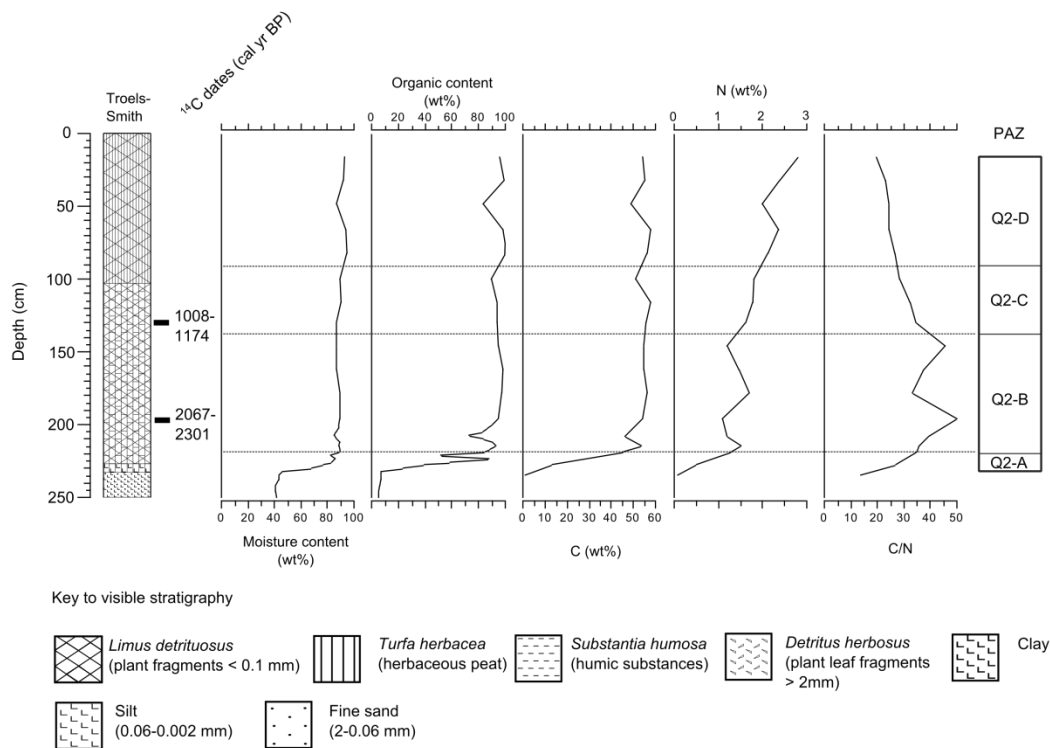 ¹⁴C dates (cal yr BP)
Troels-
Smith
Organic content
(wt%)
N (wt%)
PAZ
0 20 40 60 80 100
0 1 2 3
Depth (cm)
0
50
100
150
200
250
1008-
1174
2067-
2301
Q2-D
Q2-C
Q2-B
Q2-A
0 20 40 60 80 100
0 10 20 30 40 50 60
0 10 20 30 40 50
Moisture content
(wt%)
C (wt%)
C/N
Key to visible stratigraphy
Limus detrituosus
(plant fragments < 0.1 mm)
Turfa herbacea
(herbaceous peat)
Substantia humosa
(humic substances)
Detritus herbosus
(plant leaf fragments
> 2mm)
Clay
Silt
(0.06-0.002 mm)
Fine sand
(2-0.06 mm)